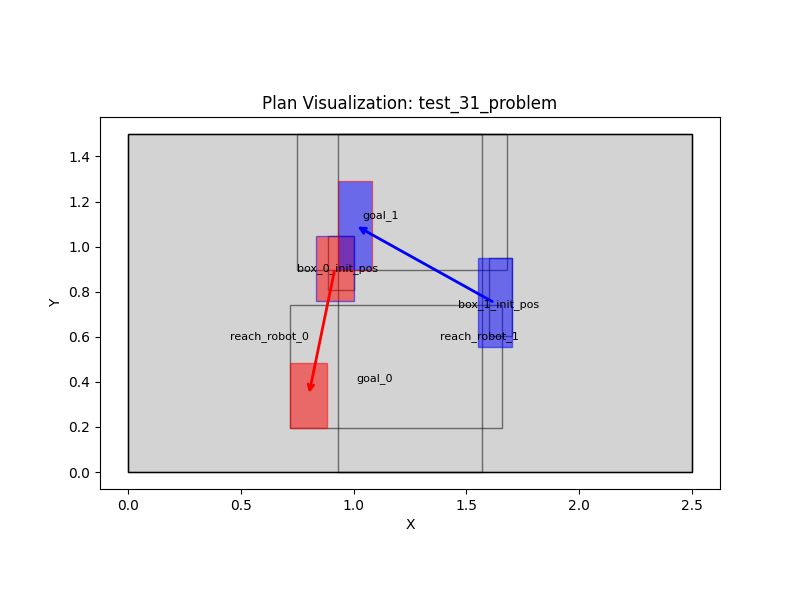 Plan Visualization: test_31_problem
Y
1.4
1.2
1.0
0.8
0.6
0.4
0.2
0.0
goal_1
box_0_init_pos
box_1_init_pos
reach_robot_0
reach_robot_1
goal_0
0.0 0.5 1.0 1.5 2.0 2.5
X